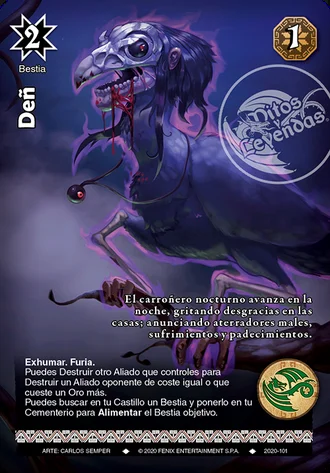 2
1
Bestia
Deñ
Mitos
y
Leyendas
El carroñero nocturno avanza en la
noche, gritando desgracias en las
casas; anunciando aterradores males,
sufrimientos y padecimientos.
Exhumar. Furia.
Puedes Destruir otro Aliado que controles para
Destruir un Aliado oponente de coste igual o que
cueste un Oro más.
Puedes buscar en tu Castillo un Bestia y ponerlo en tu
Cementerio para Alimentar el Bestia objetivo.
ARTE: CARLOS SEMPER © 2020 FENIX ENTERTAINMENT S.P.A. 2020-101